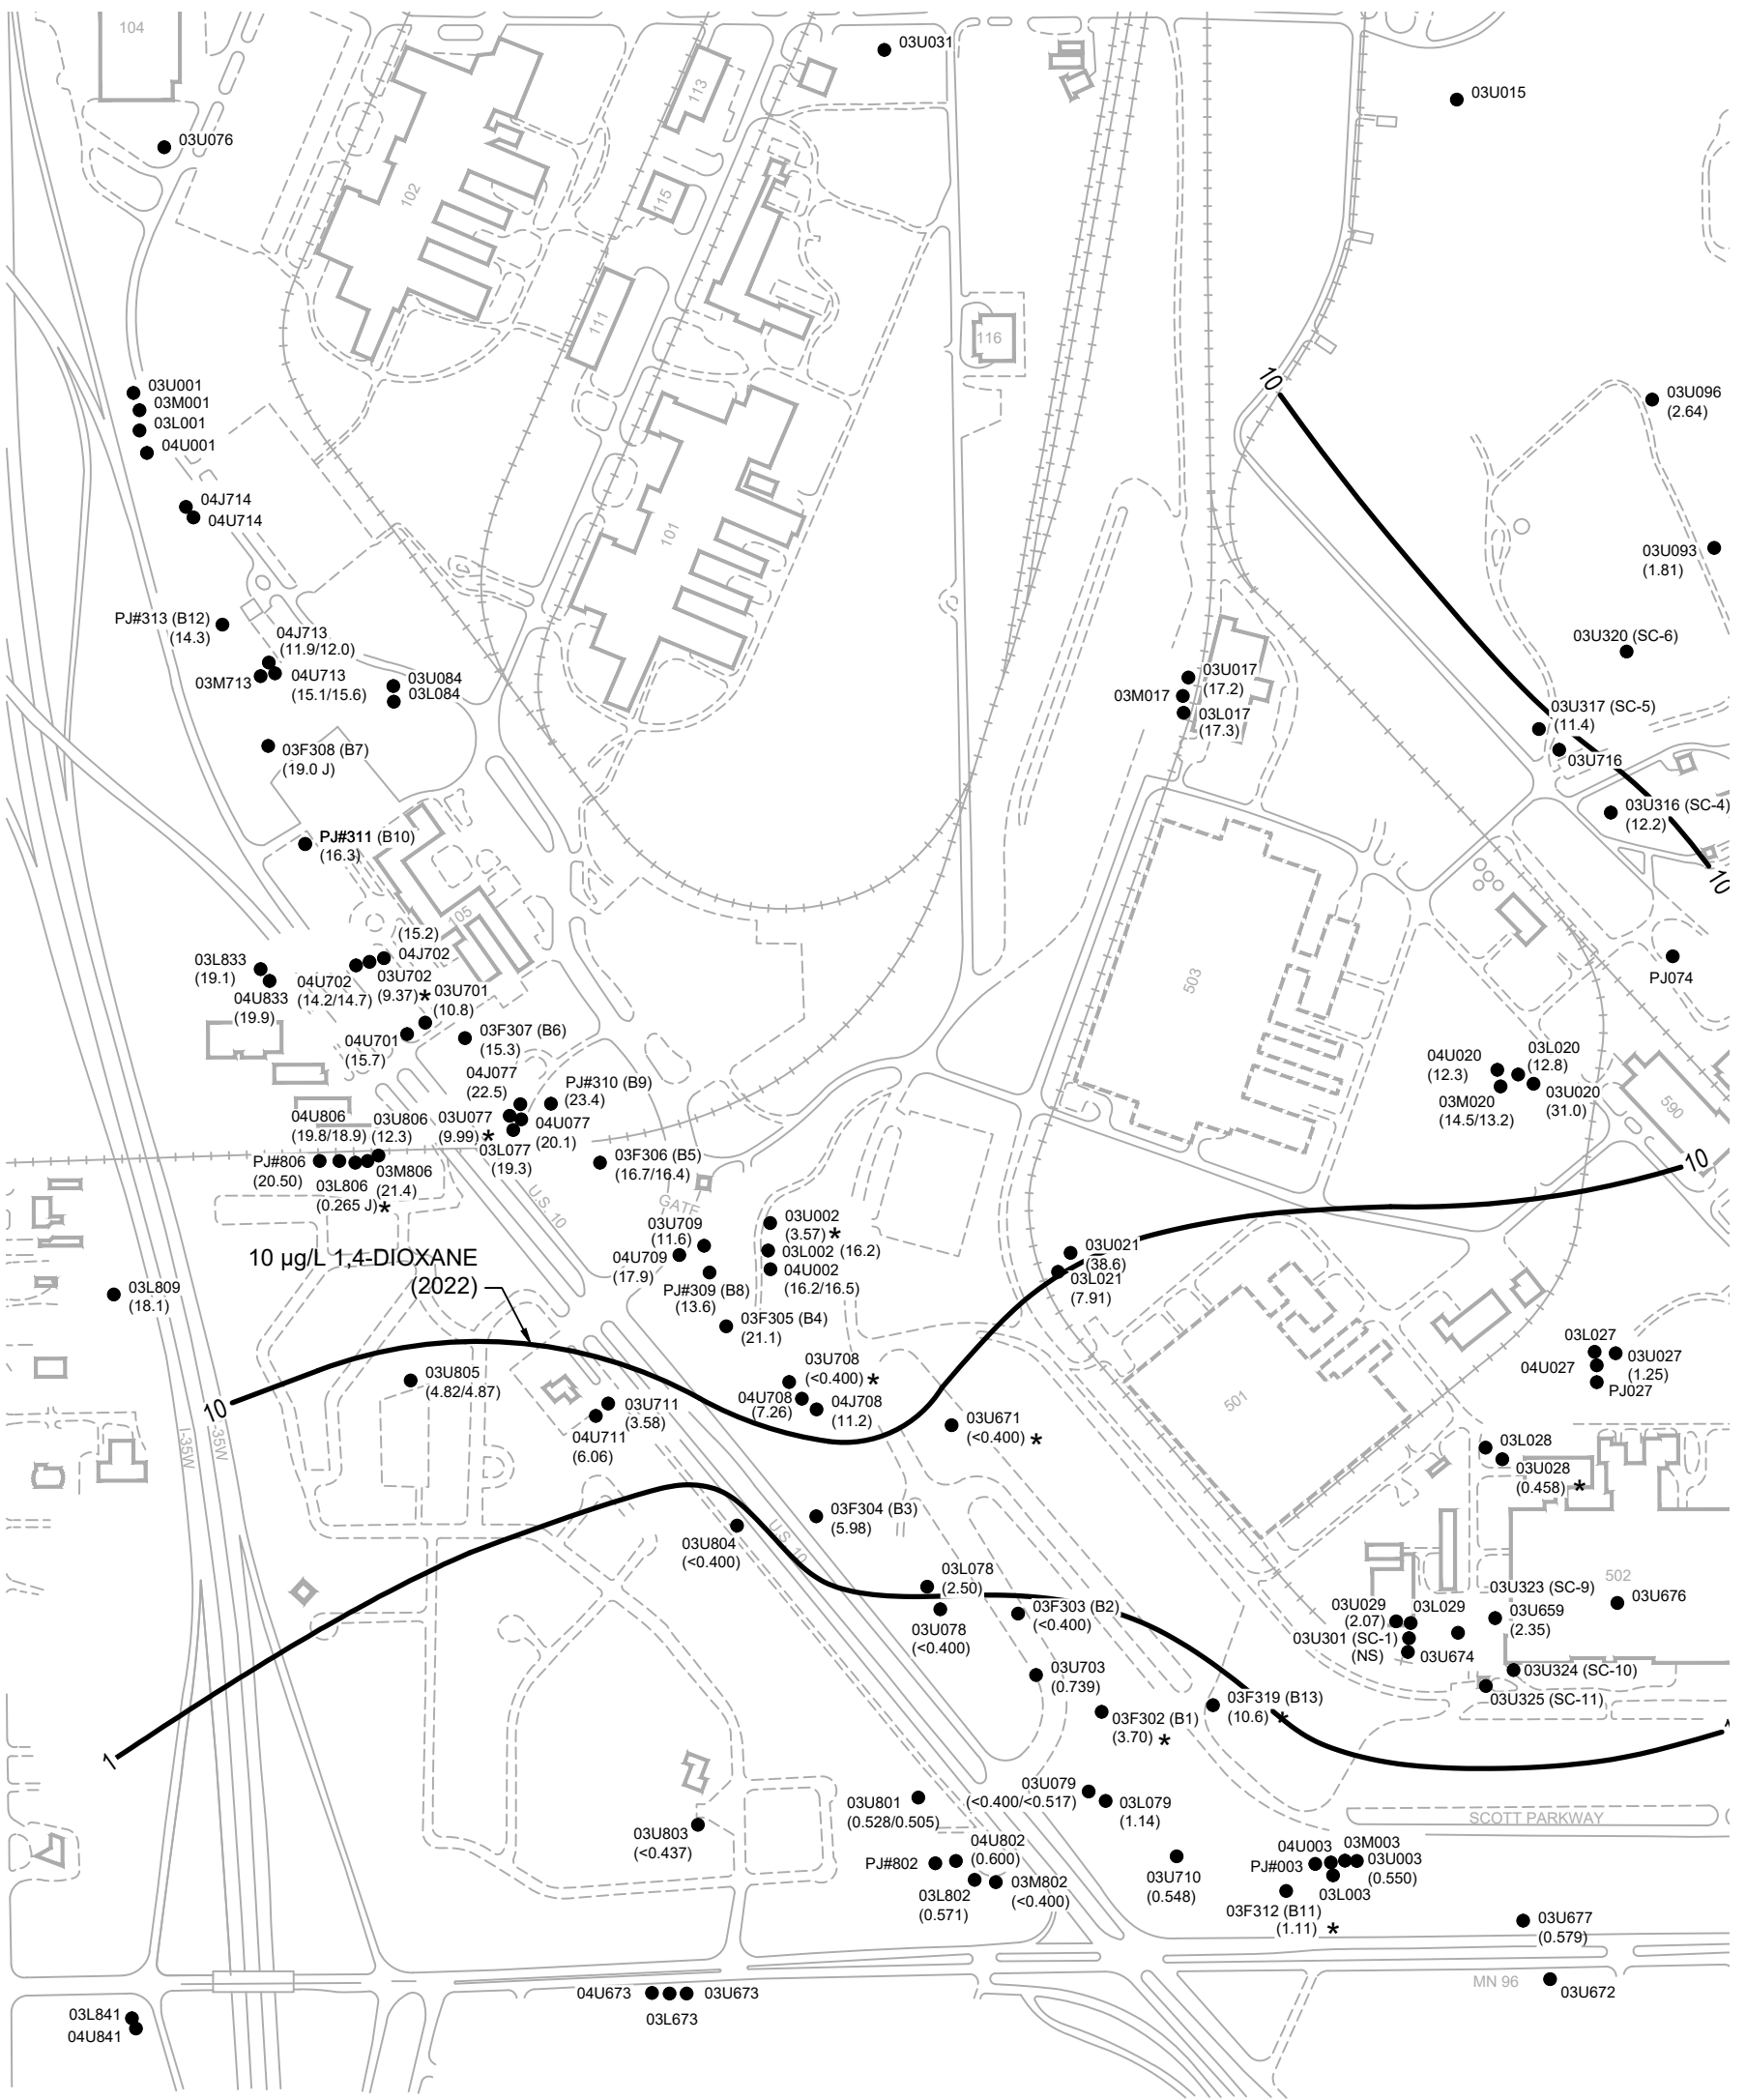 104
03U031
113
03U015
03U076
102
115
111
116
10
03U096
(2.64)
03U001
03M001
03L001
04U001
04J714
04U714
101
03U093
(1.81)
PJ#313 (B12)
(14.3)
04J713
(11.9/12.0)
03M713
04U713
(15.1/15.6)
03U084
03L084
03U017
(17.2)
03M017
03L017
(17.3)
03U320 (SC-6)
03U317 (SC-5)
(11.4)
03U716
03F308 (B7)
(19.0 J)
03U316 (SC-4)
(12.2)
10
PJ#311 (B10)
(16.3)
105
(15.2)
04J702
03L833
(19.1)
04U833
(19.9)
04U702
(14.2/14.7)
03U702
(9.37)*
03U701
(10.8)
503
PJ074
04U701
(15.7)
03F307 (B6)
(15.3)
04J077
(22.5)
PJ#310 (B9)
(23.4)
04U020
(12.3)
03L020
(12.8)
03M020
(14.5/13.2)
03U020
(31.0)
590
04U806
(19.8/18.9)
03U806
(12.3)
03U077
(9.99) *
04U077
(20.1)
03L077
(19.3)
PJ#806
(20.50)
03L806
(0.265 J)*
03M806
(21.4)
03F306 (B5)
(16.7/16.4)
10
U.S. 10
GATE
03U709
(11.6)
04U709
(17.9)
03U002
(3.57) *
03L002 (16.2)
04U002
(16.2/16.5)
03U021
(38.6)
03L021
(7.91)
10 µg/L 1,4-DIOXANE
(2022)
PJ#309 (B8)
(13.6)
03L809
(18.1)
03F305 (B4)
(21.1)
03L027
03U027
(1.25)
04U027
PJ027
03U805
(4.82/4.87)
10
03U708
(<0.400) *
04U708
(7.26)
04J708
(11.2)
03U711
(3.58)
04U711
(6.06)
03U671
(<0.400) *
501
I-35W
I-35W
03L028
03U028
(0.458) *
03F304 (B3)
(5.98)
03U804
(<0.400)
U.S. 10
03L078
(2.50)
03U078
(<0.400)
03F303 (B2)
(<0.400)
502
03U323 (SC-9)
03U676
03U029
(2.07)
03L029
03U659
(2.35)
03U301 (SC-1)
(NS)
03U674
03U324 (SC-10)
03U325 (SC-11)
03U703
(0.739)
03F302 (B1)
(3.70) *
03F319 (B13)
(10.6) *
1
1
03U079
(<0.400/<0.517)
03L079
(1.14)
03U801
(0.528/0.505)
SCOTT PARKWAY
03U803
(<0.437)
04U802
(0.600)
PJ#802
03L802
(0.571)
03M802
(<0.400)
03U710
(0.548)
04U003
03M003
PJ#003
03U003
(0.550)
03L003
03F312 (B11)
(1.11) *
03U677
(0.579)
MN 96
03U672
04U673
03U673
03L673
03L841
04U841